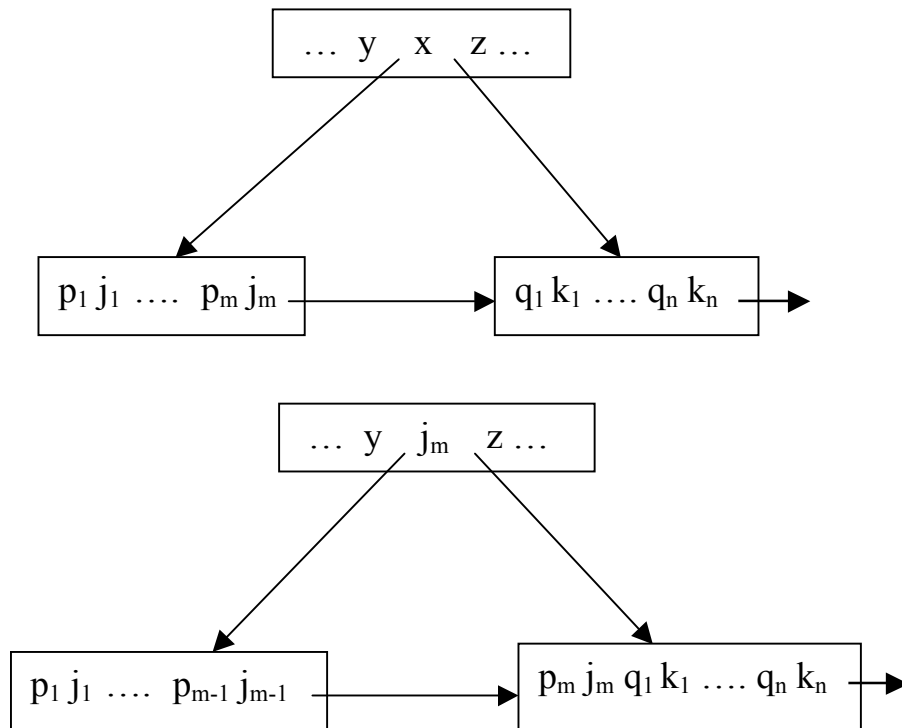 … y x z …
p₁ j₁ …. pₘ jₘ q₁ k₁ …. qₙ kₙ
… y jₘ z …
p₁ j₁ …. pₘ₋₁ jₘ₋₁ pₘ jₘ q₁ k₁ …. qₙ kₙ